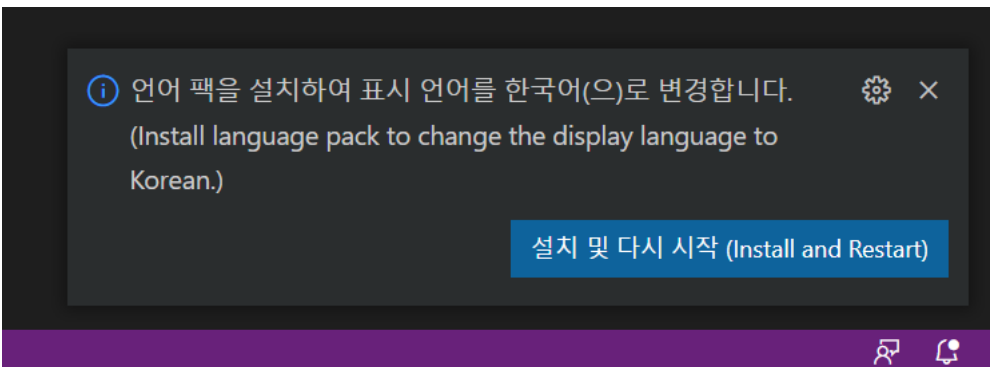 언어 팩을 설치하여 표시 언어를 한국어(으)로 변경합니다.
(Install language pack to change the display language to
Korean.)
설치 및 다시 시작 (Install and Restart)